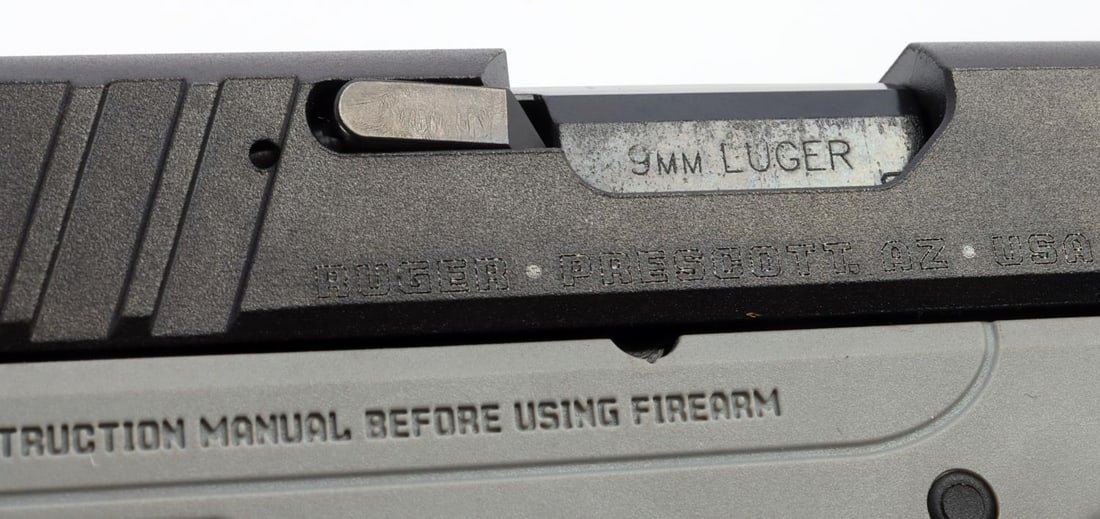 9MM LUGER
RUGER • PRESCOTT, AZ • USA
TRUCTION MANUAL BEFORE USING FIREARM